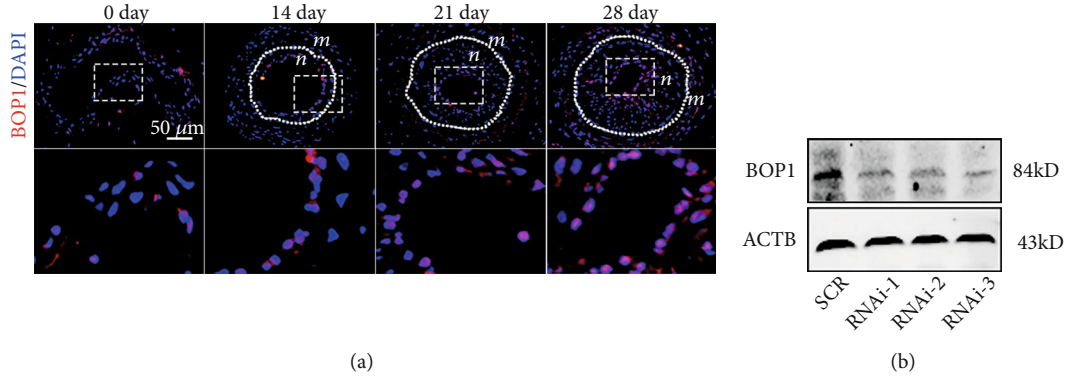 0 day 14 day 21 day 28 day
BOP1/DAPI
m
n
m
n
n
m
50 μm
BOP1 84kD
ACTB 43kD
SCR RNAi-1 RNAi-2 RNAi-3
(a) (b)